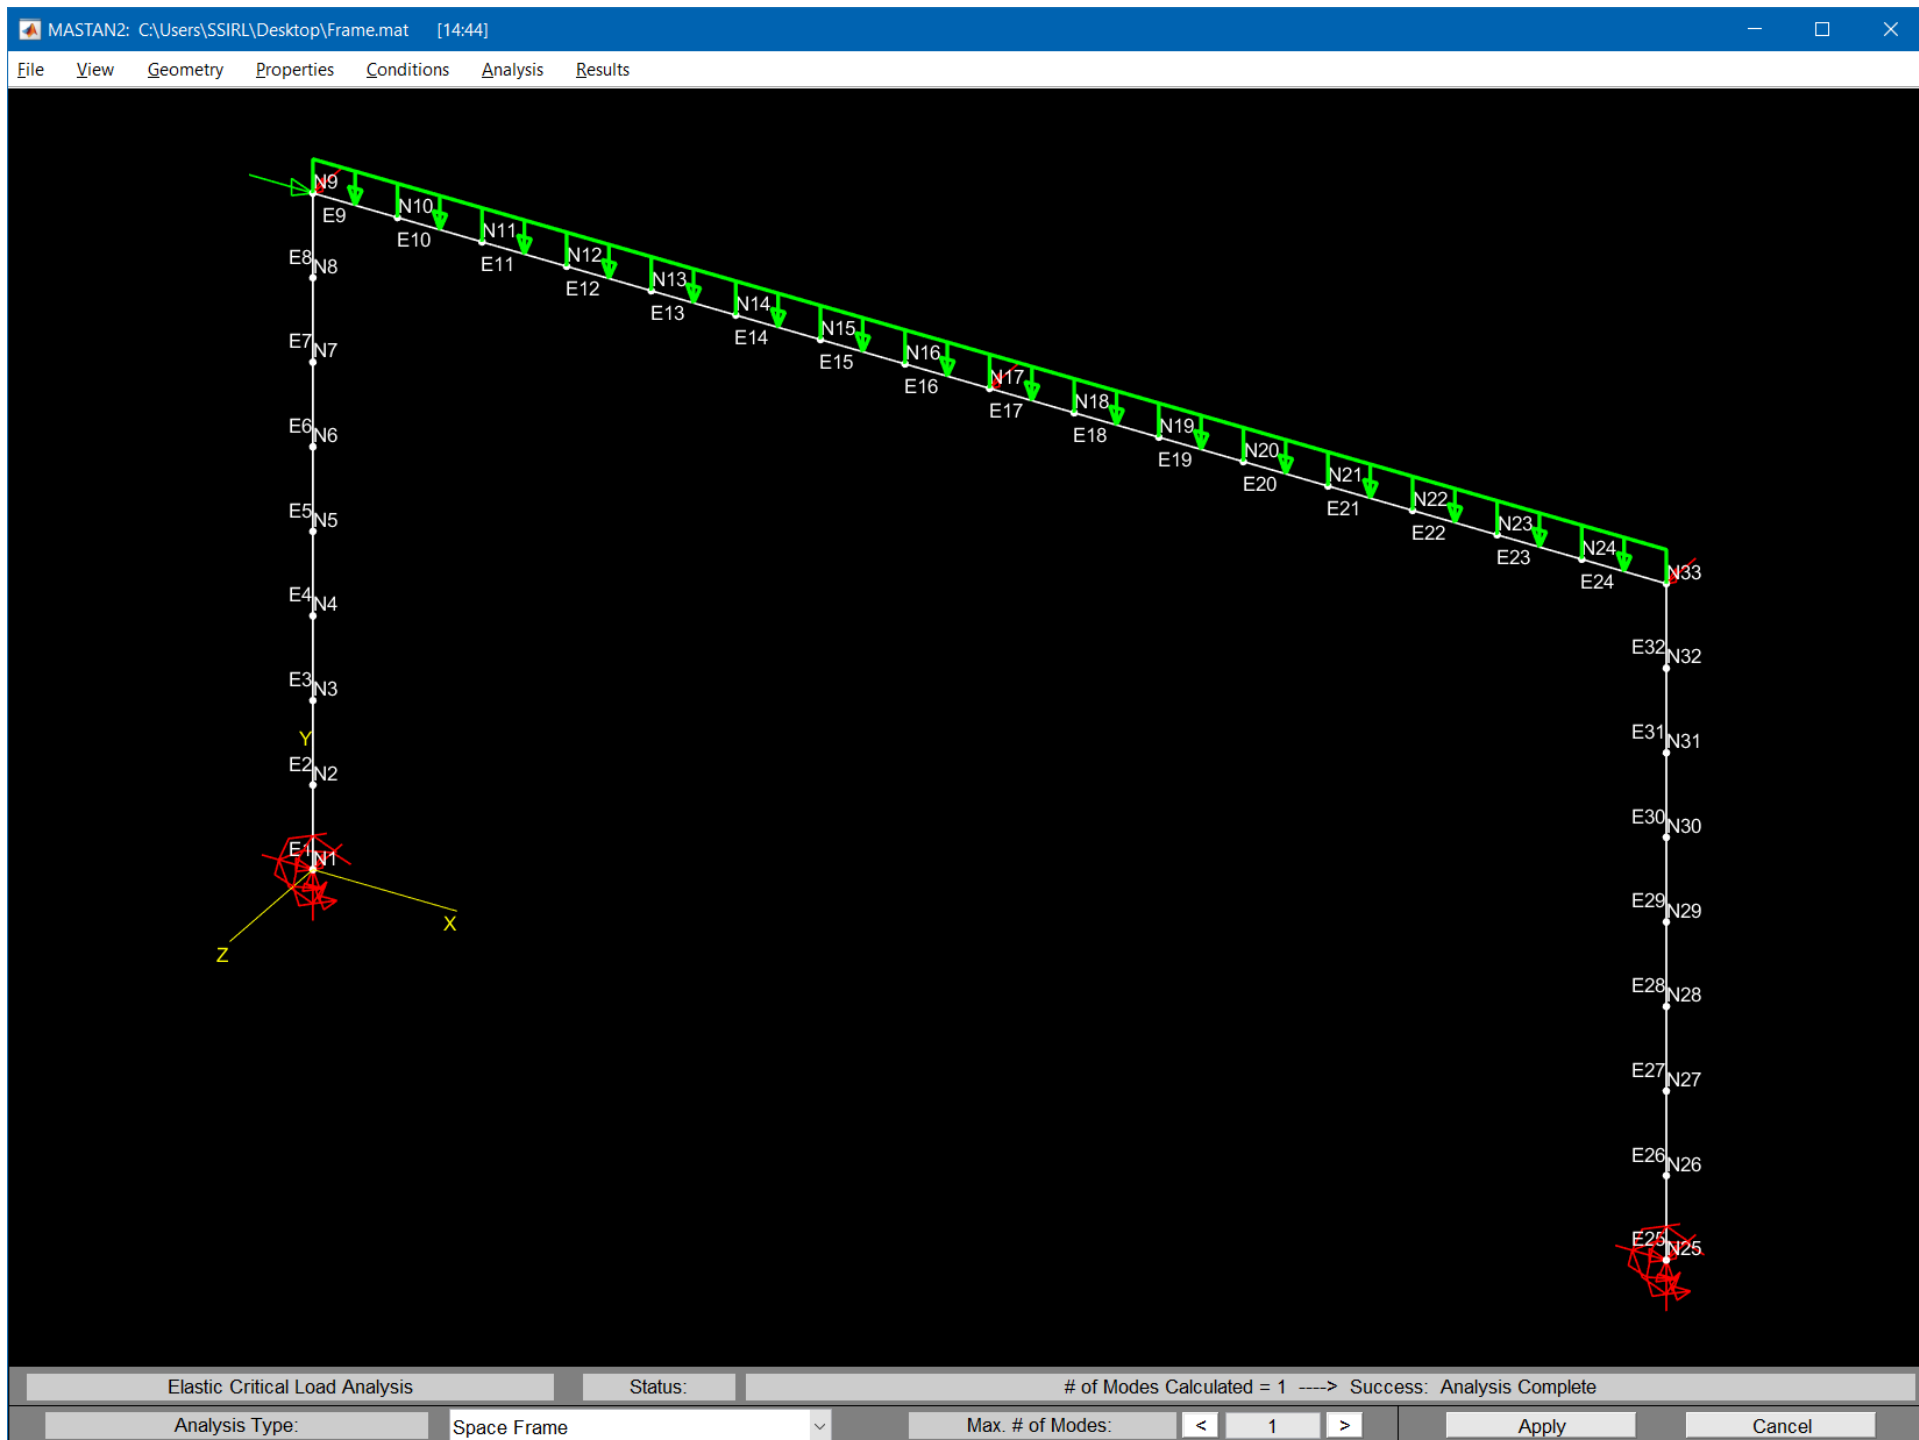 MASTAN2: C:\Users\SSIRL\Desktop\Frame.mat [14:44]
File View Geometry Properties Conditions Analysis Results
N9
E9
N10
E10
N11
E11
N12
E12
N13
E13
N14
E14
N15
E15
N16
E16
N17
E17
N18
E18
N19
E19
N20
E20
N21
E21
N22
E22
N23
E23
N24
E24
N33
E8
N8
E7
N7
E6
N6
E5
N5
E4
N4
E3
N3
Y
E2
N2
E1
N1
X
Z
E32
N32
E31
N31
E30
N30
E29
N29
E28
N28
E27
N27
E26
N26
E25
N25
Elastic Critical Load Analysis Status: # of Modes Calculated = 1 ----> Success: Analysis Complete
Analysis Type: Space Frame Max. # of Modes: < 1 > Apply Cancel